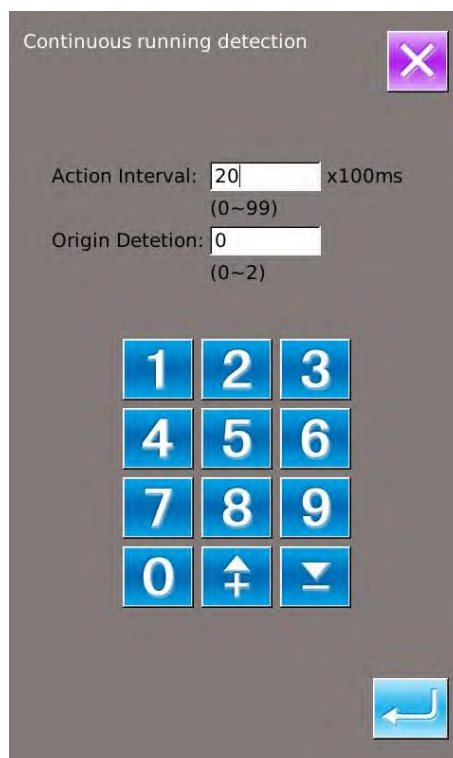 Continuous running detection
Action Interval: 20 x100ms
(0~99)
Origin Detetion: 0
(0~2)
1 2 3
4 5 6
7 8 9
0